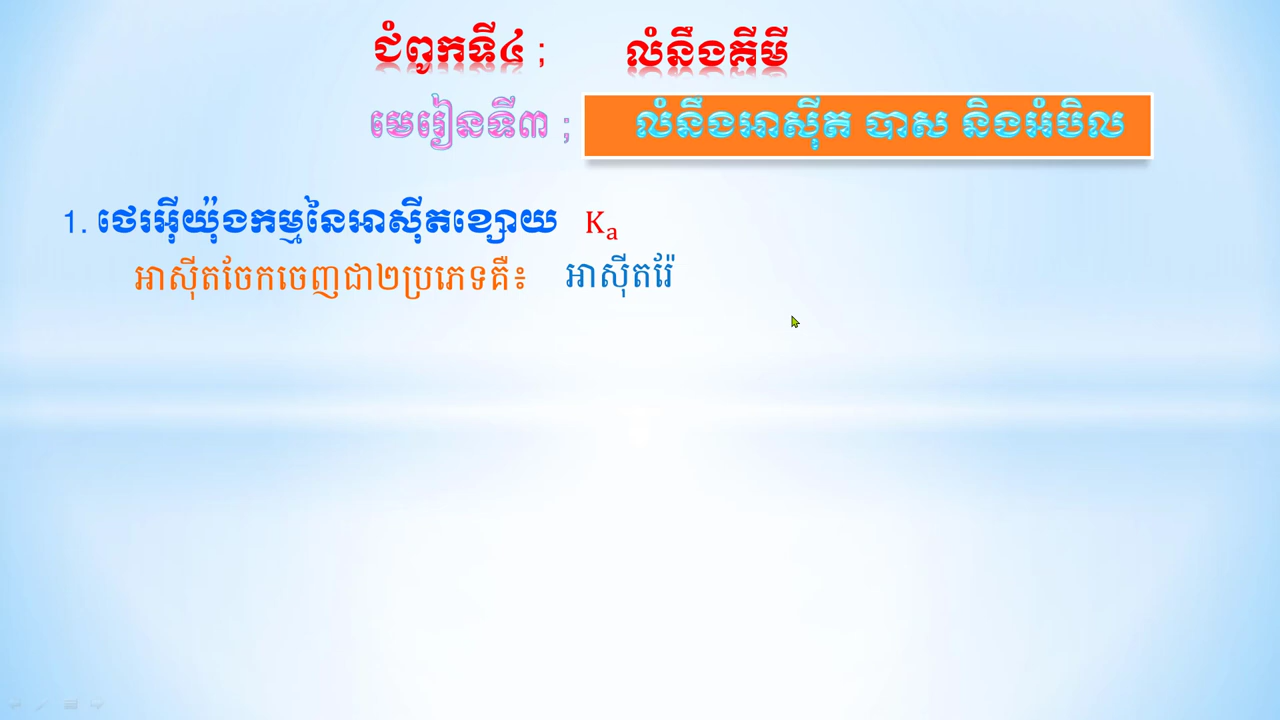 ជំពូកទី៤ ; លំនឹងគីមី
មេរៀនទី៣ ; លំនឹងអាស៊ីត បាស និងអំបិល
1. ថេរអ៊ីយ៉ុងកម្មនៃអាស៊ីតខ្សោយ Kₐ
អាស៊ីតចែកចេញជា២ប្រភេទគឺ៖ អាស៊ីតរ៉ែ